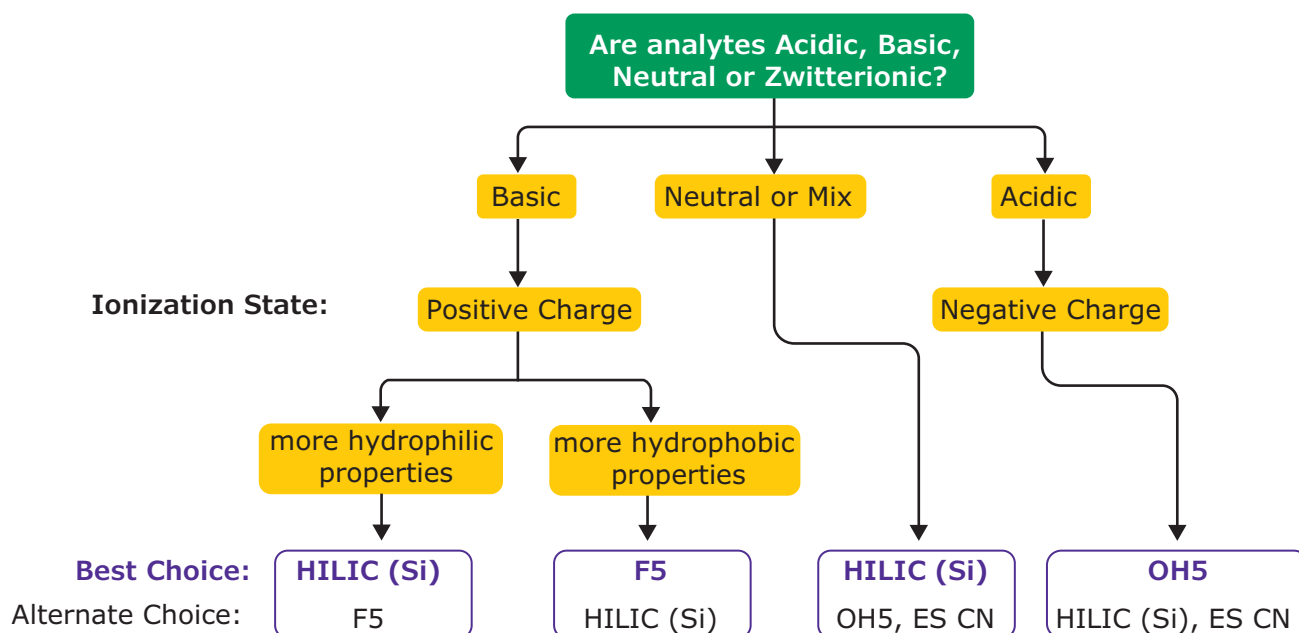 Are analytes Acidic, Basic,
Neutral or Zwitterionic?
Basic
Neutral or Mix
Acidic
Ionization State:
Positive Charge
Negative Charge
more hydrophilic
properties
more hydrophobic
properties
Best Choice:
HILIC (Si)
F5
HILIC (Si)
OH5
Alternate Choice:
F5
HILIC (Si)
OH5, ES CN
HILIC (Si), ES CN